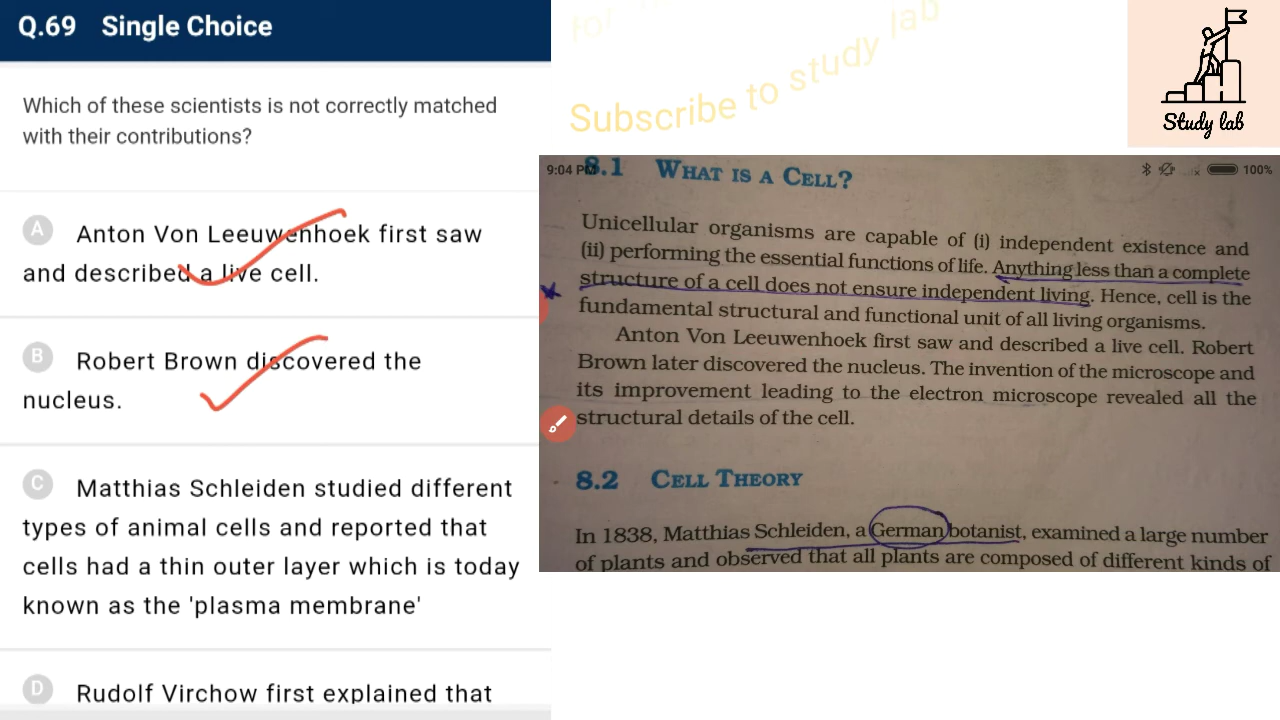 Q.69 Single Choice
Which of these scientists is not correctly matched
with their contributions?
A Anton Von Leeuwenhoek first saw
and described a live cell.
B Robert Brown discovered the
nucleus.
C Matthias Schleiden studied different
types of animal cells and reported that
cells had a thin outer layer which is today
known as the 'plasma membrane'
D Rudolf Virchow first explained that
for
Subscribe to study lab
Study lab
9:04 PM
100%
8.1 WHAT IS A CELL?
Unicellular organisms are capable of (i) independent existence and
(ii) performing the essential functions of life. Anything less than a complete
structure of a cell does not ensure independent living. Hence, cell is the
fundamental structural and functional unit of all living organisms.
Anton Von Leeuwenhoek first saw and described a live cell. Robert
Brown later discovered the nucleus. The invention of the microscope and
its improvement leading to the electron microscope revealed all the
structural details of the cell.
8.2 CELL THEORY
In 1838, Matthias Schleiden, a German botanist, examined a large number
of plants and observed that all plants are composed of different kinds of